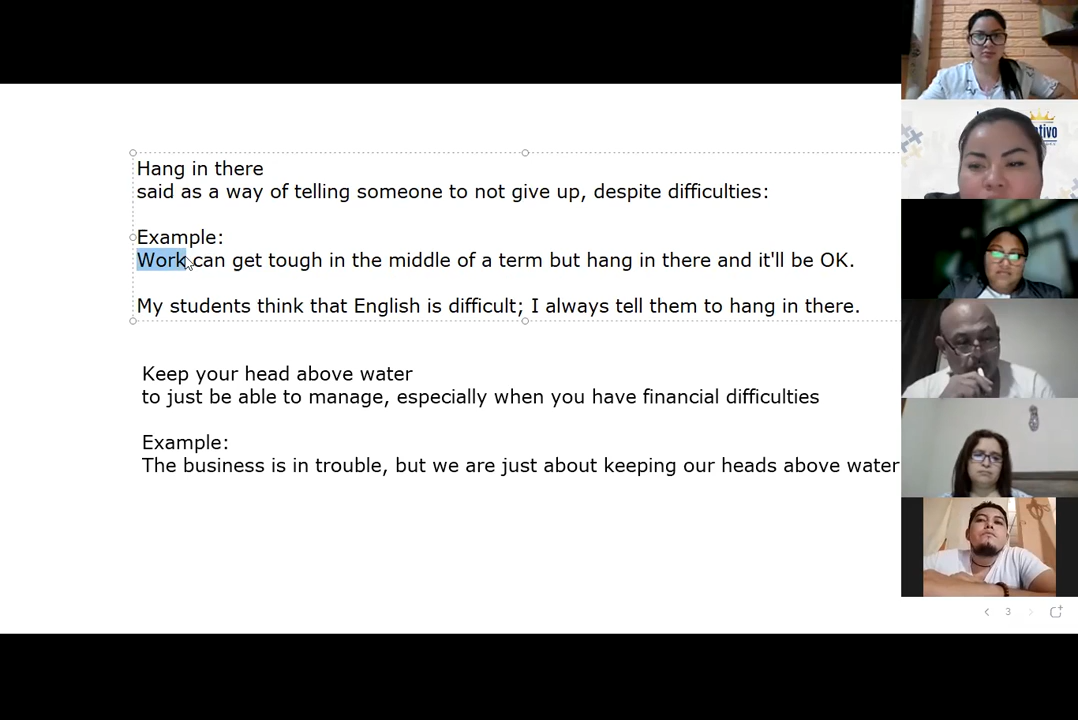 Hang in there
said as a way of telling someone to not give up, despite difficulties:
Example:
Work can get tough in the middle of a term but hang in there and it'll be OK.
My students think that English is difficult; I always tell them to hang in there.
Keep your head above water
to just be able to manage, especially when you have financial difficulties
Example:
The business is in trouble, but we are just about keeping our heads above water
3